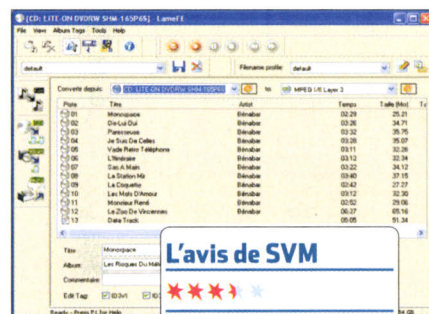 [CD: LITE-ON DVDRW SHM-165P6S] LameFE
File View Album Tags Tools Help
default Filename profile: default
Converte depuis: CD: LITE-ON DVDRW SHM-165P6S to MPEG I/II Layer 3
Piste Titre Artist Temps Taille (Mo)
01 Monospace Bénabar 02:29 25.21
02 Dis-Lui Oui Bénabar 03:26 34.71
03 Paresseuse Bénabar 03:32 35.75
04 Je Suis De Celles Bénabar 03:28 35.07
05 Vade Retro Téléphone Bénabar 03:11 32.28
06 L'Itinéraire Bénabar 03:13 32.34
07 Sac A Main Bénabar 03:22 34.12
08 La Station Mir Bénabar 03:40 37.15
09 La Coquette Bénabar 02:42 27.27
10 Les Mots D'Amour Bénabar 03:12 32.30
11 Monsieur René Bénabar 02:52 29.06
12 Le Zoo De Vincennes Bénabar 06:27 65.16
13 Data Track 05:05 51.34
Titre Monospace
Album Les Risques Du
Commentaire
Edit Tag: ID3v1
Ready - Press F1 for Help
L'avis de SVM